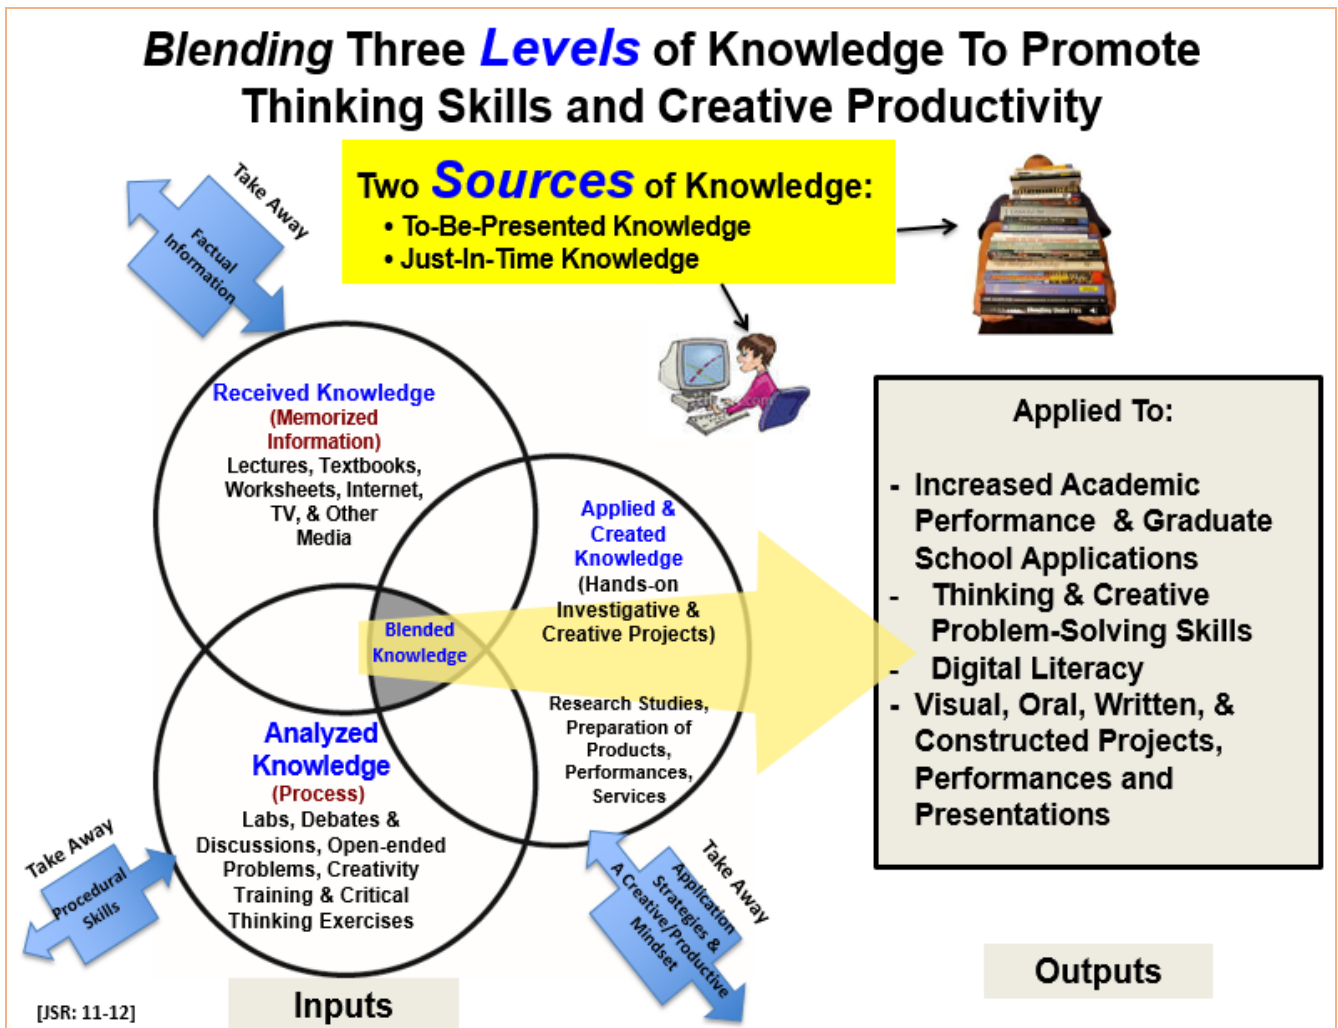 Blending Three Levels of Knowledge To Promote
Thinking Skills and Creative Productivity
Two Sources of Knowledge:
• To-Be-Presented Knowledge
• Just-In-Time Knowledge
Take Away
Factual
Information
Received Knowledge
(Memorized
Information)
Lectures, Textbooks,
Worksheets, Internet,
TV, & Other
Media
Applied &
Created
Knowledge
(Hands-on
Investigative &
Creative Projects)
Research Studies,
Preparation of
Products,
Performances,
Services
Blended
Knowledge
Analyzed
Knowledge
(Process)
Labs, Debates &
Discussions, Open-ended
Problems, Creativity
Training & Critical
Thinking Exercises
Take Away
Procedural
Skills
Take Away
Application
Strategies &
A Creative/Productive
Mindset
Applied To:
- Increased Academic
Performance & Graduate
School Applications
- Thinking & Creative
Problem-Solving Skills
- Digital Literacy
- Visual, Oral, Written, &
Constructed Projects,
Performances and
Presentations
Inputs
Outputs
[JSR: 11-12]